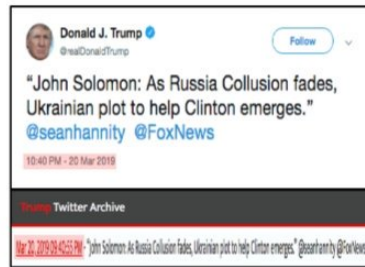 Donald J. Trump
@realDonaldTrump
Follow
“John Solomon: As Russia Collusion fades,
Ukrainian plot to help Clinton emerges.”
@seanhannity @FoxNews
10:40 PM - 20 Mar 2019
Trump Twitter Archive
Mar 20, 2019 09:40:55 PM - "John Solomon: As Russia Collusion fades, Ukrainian plot to help Clinton emerges." @seanhannity @FoxNews